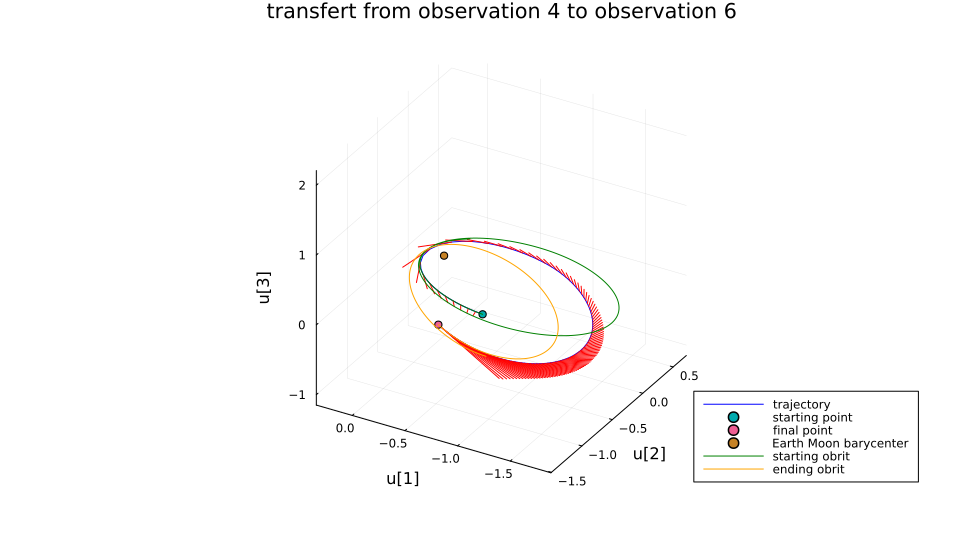 transfert from observation 4 to observation 6
2
1
0
−1
u[3]
0.0
−0.5
−1.0
−1.5
u[1]
0.5
0.0
−0.5
−1.0
−1.5
u[2]
trajectory
starting point
final point
Earth Moon barycenter
starting obrit
ending obrit